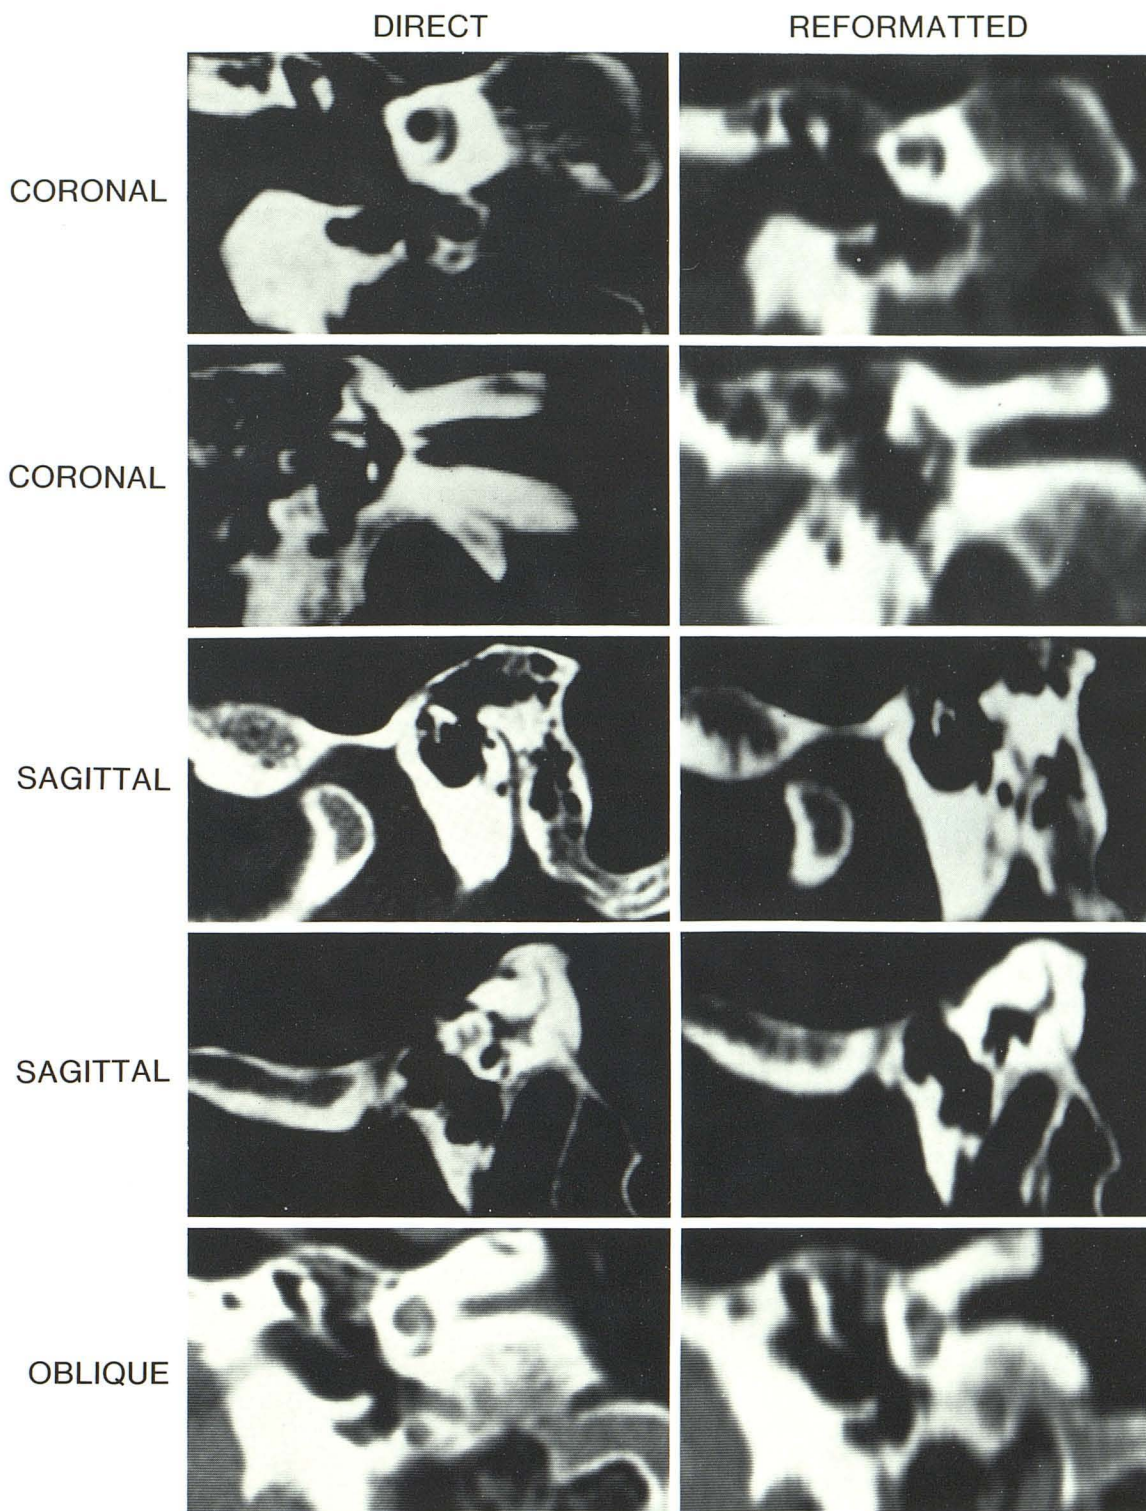 DIRECT
REFORMATTED
CORONAL
CORONAL
SAGITTAL
SAGITTAL
OBLIQUE